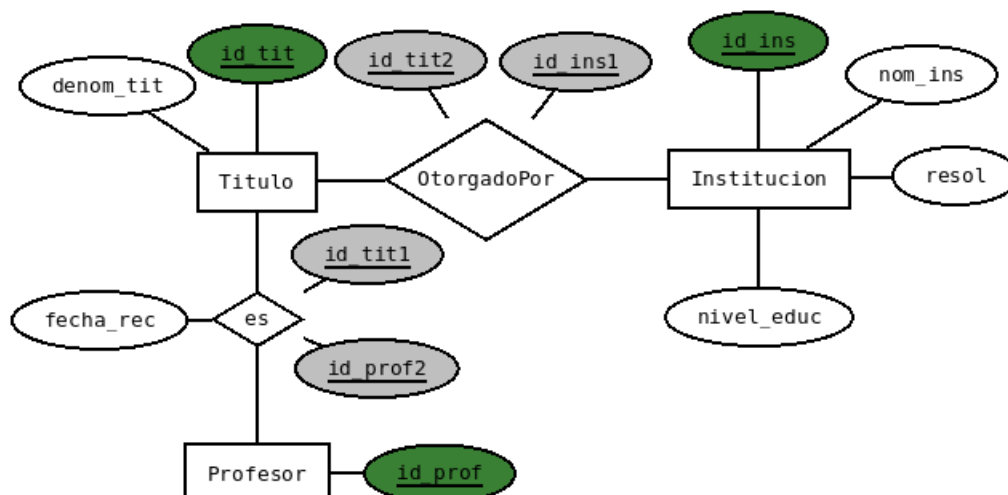 id_tit
id_tit2
id_ins1
id_ins
denom_tit
nom_ins
Titulo
OtorgadoPor
Institucion
resol
id_tit1
fecha_rec
es
nivel_educ
id_prof2
Profesor
id_prof